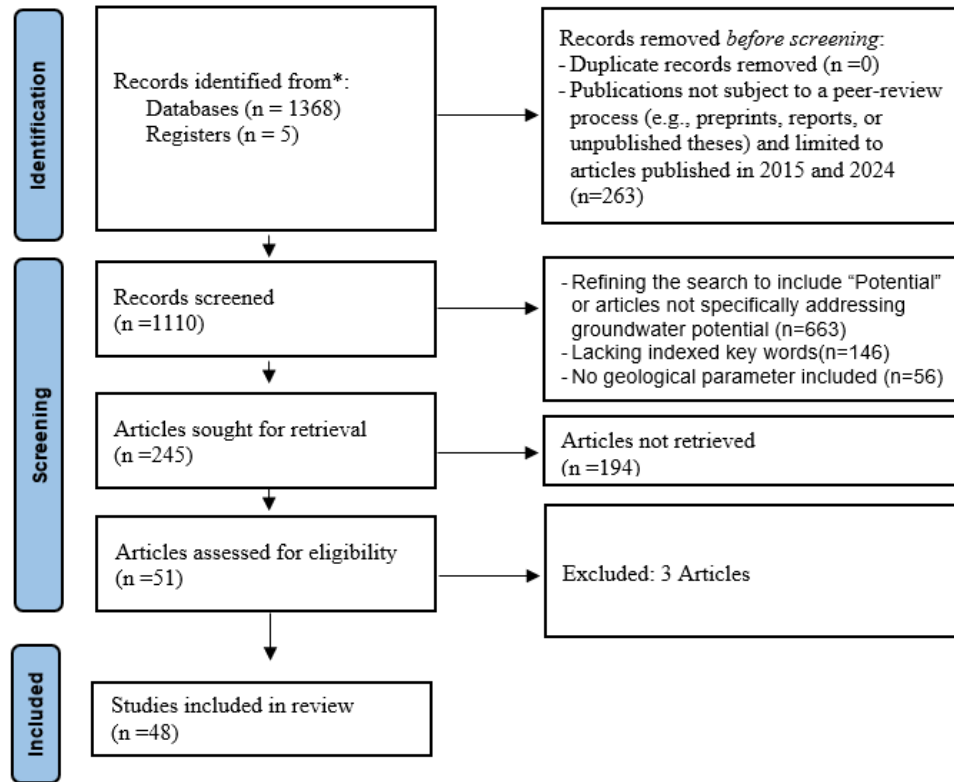 Identification
Records identified from*:
Databases (n = 1368)
Registers (n = 5)
Records removed before screening:
- Duplicate records removed (n =0)
- Publications not subject to a peer-review
process (e.g., preprints, reports, or
unpublished theses) and limited to
articles published in 2015 and 2024
(n=263)
Screening
Records screened
(n =1110)
- Refining the search to include “Potential”
or articles not specifically addressing
groundwater potential (n=663)
- Lacking indexed key words(n=146)
- No geological parameter included (n=56)
Articles sought for retrieval
(n =245)
Articles not retrieved
(n =194)
Articles assessed for eligibility
(n =51)
Excluded: 3 Articles
Included
Studies included in review
(n =48)